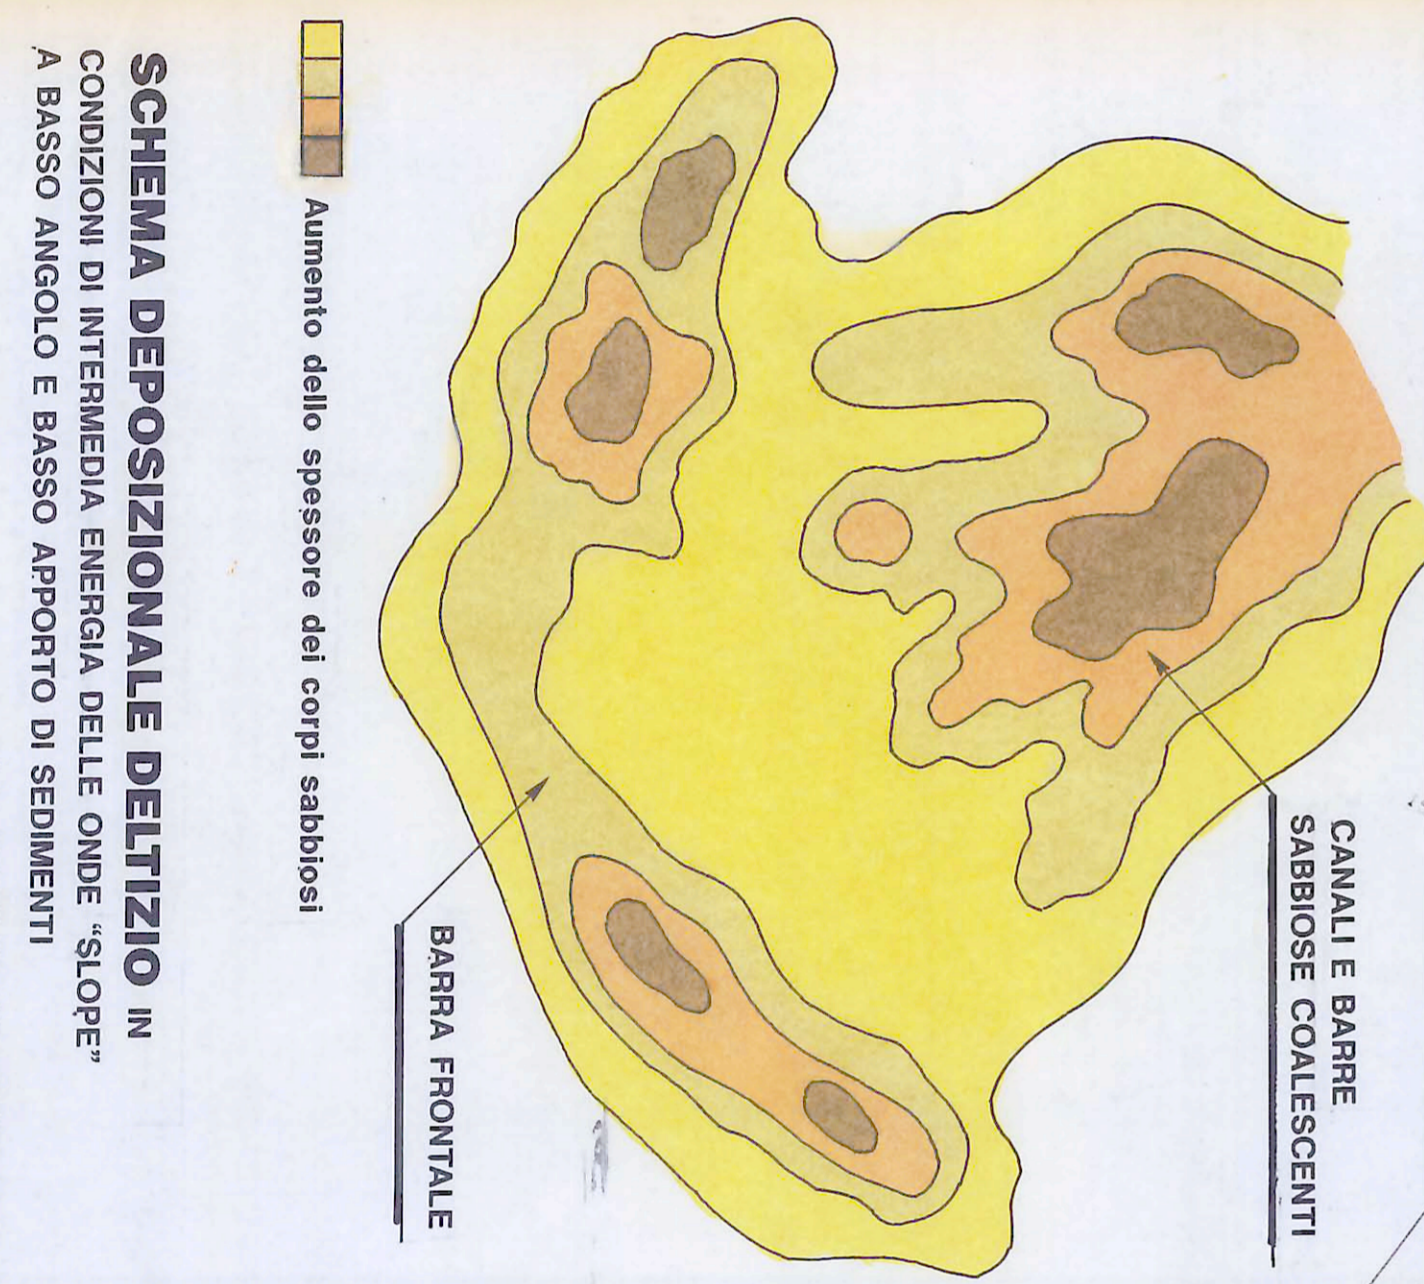 CANALI E BARRE
SABBIOSE COALESCENTI
BARRA FRONTALE
Aumento dello spessore dei corpi sabbiosi
SCHEMA DEPOSIZIONALE DELTIZIO IN
CONDIZIONI DI INTERMEDIA ENERGIA DELLE ONDE "SLOPE"
A BASSO ANGOLO E BASSO APPORTO DI SEDIMENTI